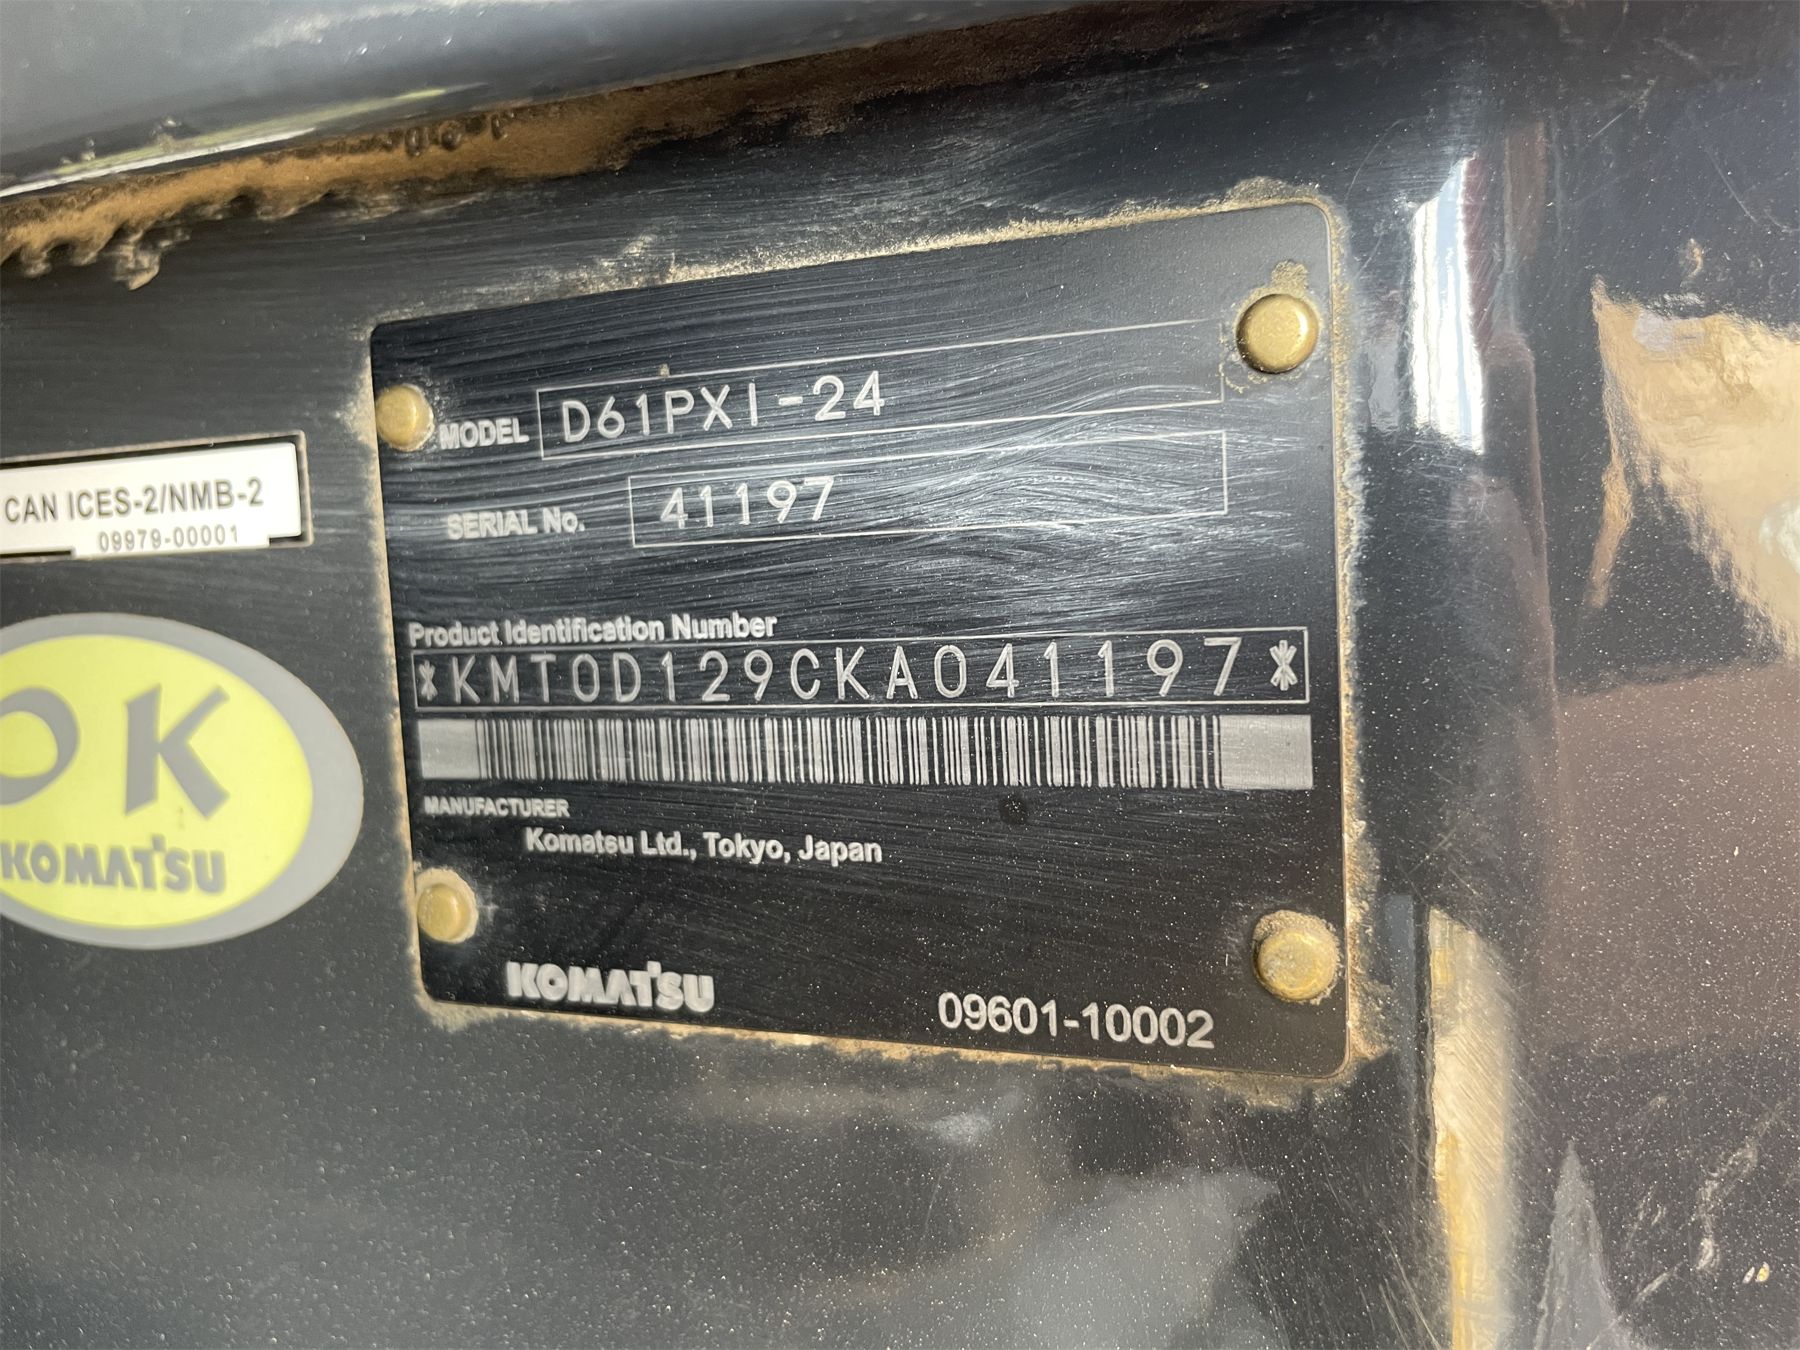 MODEL D61PXI-24
SERIAL No. 41197
Product Identification Number
*KMT0D129CKA041197*
MANUFACTURER
Komatsu Ltd., Tokyo, Japan
KOMATSU 09601-10002
CAN ICES-2/NMB-2
09979-00001
OK
KOMATSU